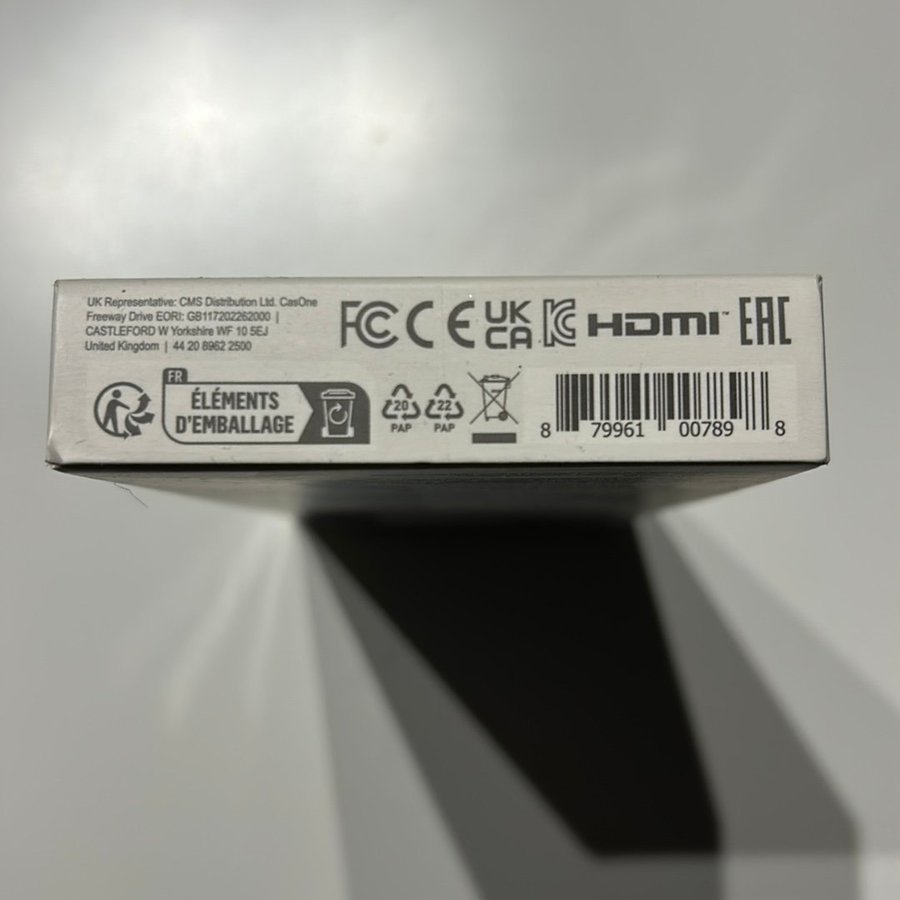 UK Representative: CMS Distribution Ltd. CasOne
Freeway Drive EORI: GB117202262000 |
CASTLEFORD W Yorkshire WF 10 5EJ
United Kingdom | 44 20 8962 2500
FC CE UK CA HDMI™ EAC
FR
ÉLÉMENTS
D'EMBALLAGE
20
PAP
22
PAP
8 79961 00789 8